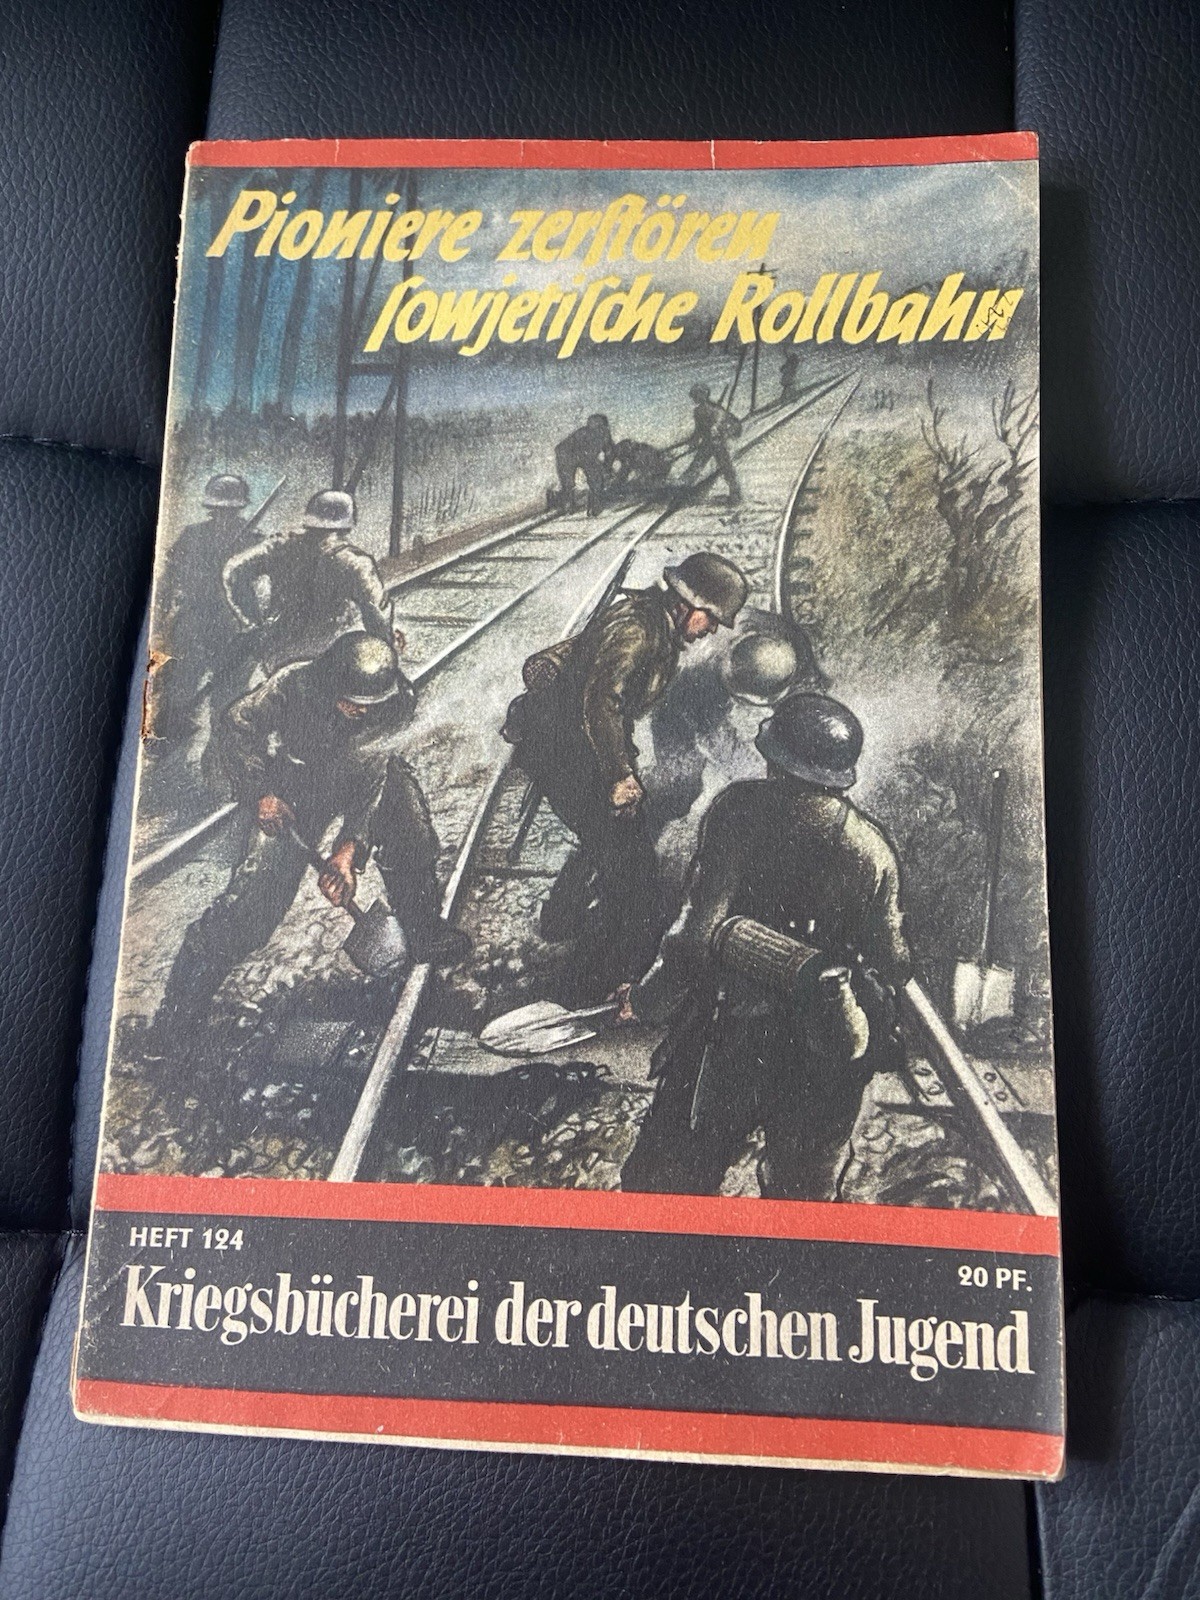 Pioniere zerſtören
ſowjetiſche Rollbahn
HEFT 124
20 PF.
Kriegsbücherei der deutschen Jugend